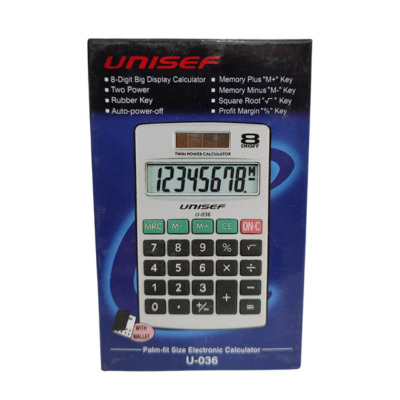 UNISEF
8-Digit Big Display Calculator
Two Power
Rubber Key
Auto-power-off
Memory Plus "M+" Key
Memory Minus "M-" Key
Square Root "√" Key
Profit Margin "%" Key
8
DIGIT
TWIN POWER CALCULATOR
12345678. M
UNISEF
U-036
MRC M- M+ CE ON·C
7 8 9 % √
4 5 6 × ÷
1 2 3 + −
0 · +/− =
WITH
WALLET
Palm-fit Size Electronic Calculator
U-036